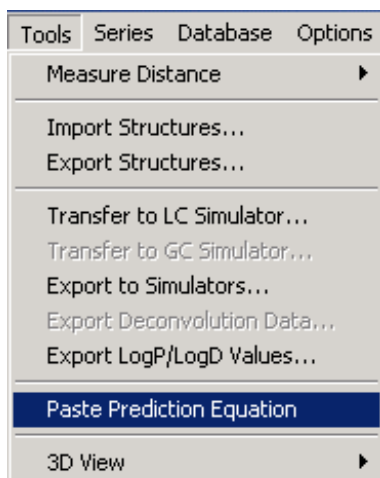 Tools Series Database Options
Measure Distance
Import Structures...
Export Structures...
Transfer to LC Simulator...
Transfer to GC Simulator...
Export to Simulators...
Export Deconvolution Data...
Export LogP/LogD Values...
Paste Prediction Equation
3D View